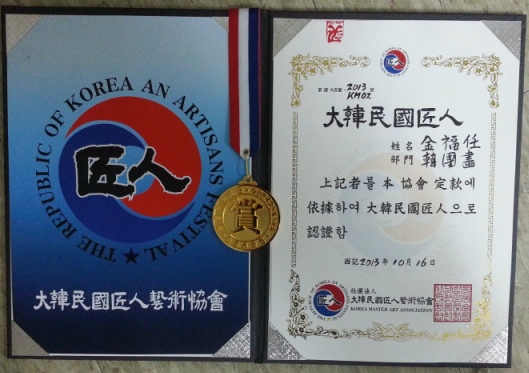 THE REPUBLIC OF KOREA AN ARTISANS FESTIVAL ★
匠人
大韓民國匠人藝術協會
賞
2013
KM02
大韓民國匠人
姓名 金福任
部門 韓國畵
上記者를 本 協會 定款에
依據하여 大韓民國匠人으로
認證함
西紀 2013年 10月 16日
匠人
社團法人
大韓民國匠人藝術協會
KOREA MASTER ART ASSOCIATION